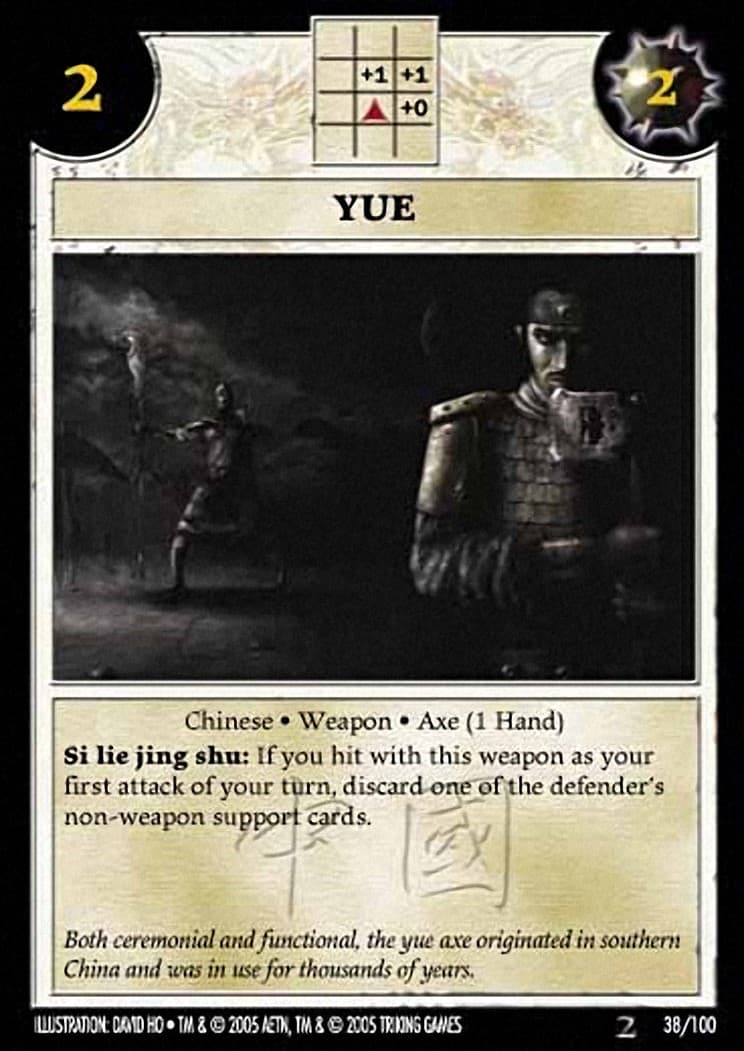 2
+1 +1
2
+0
YUE
Chinese • Weapon • Axe (1 Hand)
Si lie jing shu: If you hit with this weapon as your
first attack of your turn, discard one of the defender's
non-weapon support cards.
中國
Both ceremonial and functional, the yue axe originated in southern
China and was in use for thousands of years.
ILLUSTRATION: DAVID HO • TM & © 2005 AETN, TM & © 2005 TRIKING GAMES
2 38/100